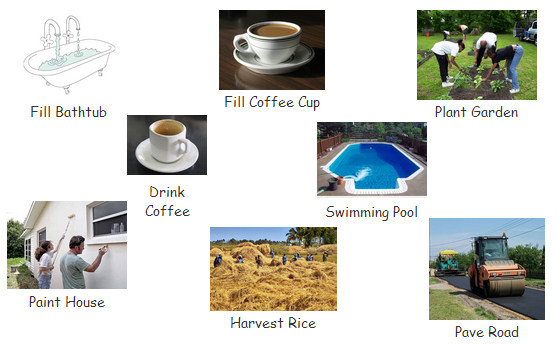 Fill Bathtub
Fill Coffee Cup
Plant Garden
Drink
Coffee
Swimming Pool
Paint House
Harvest Rice
Pave Road